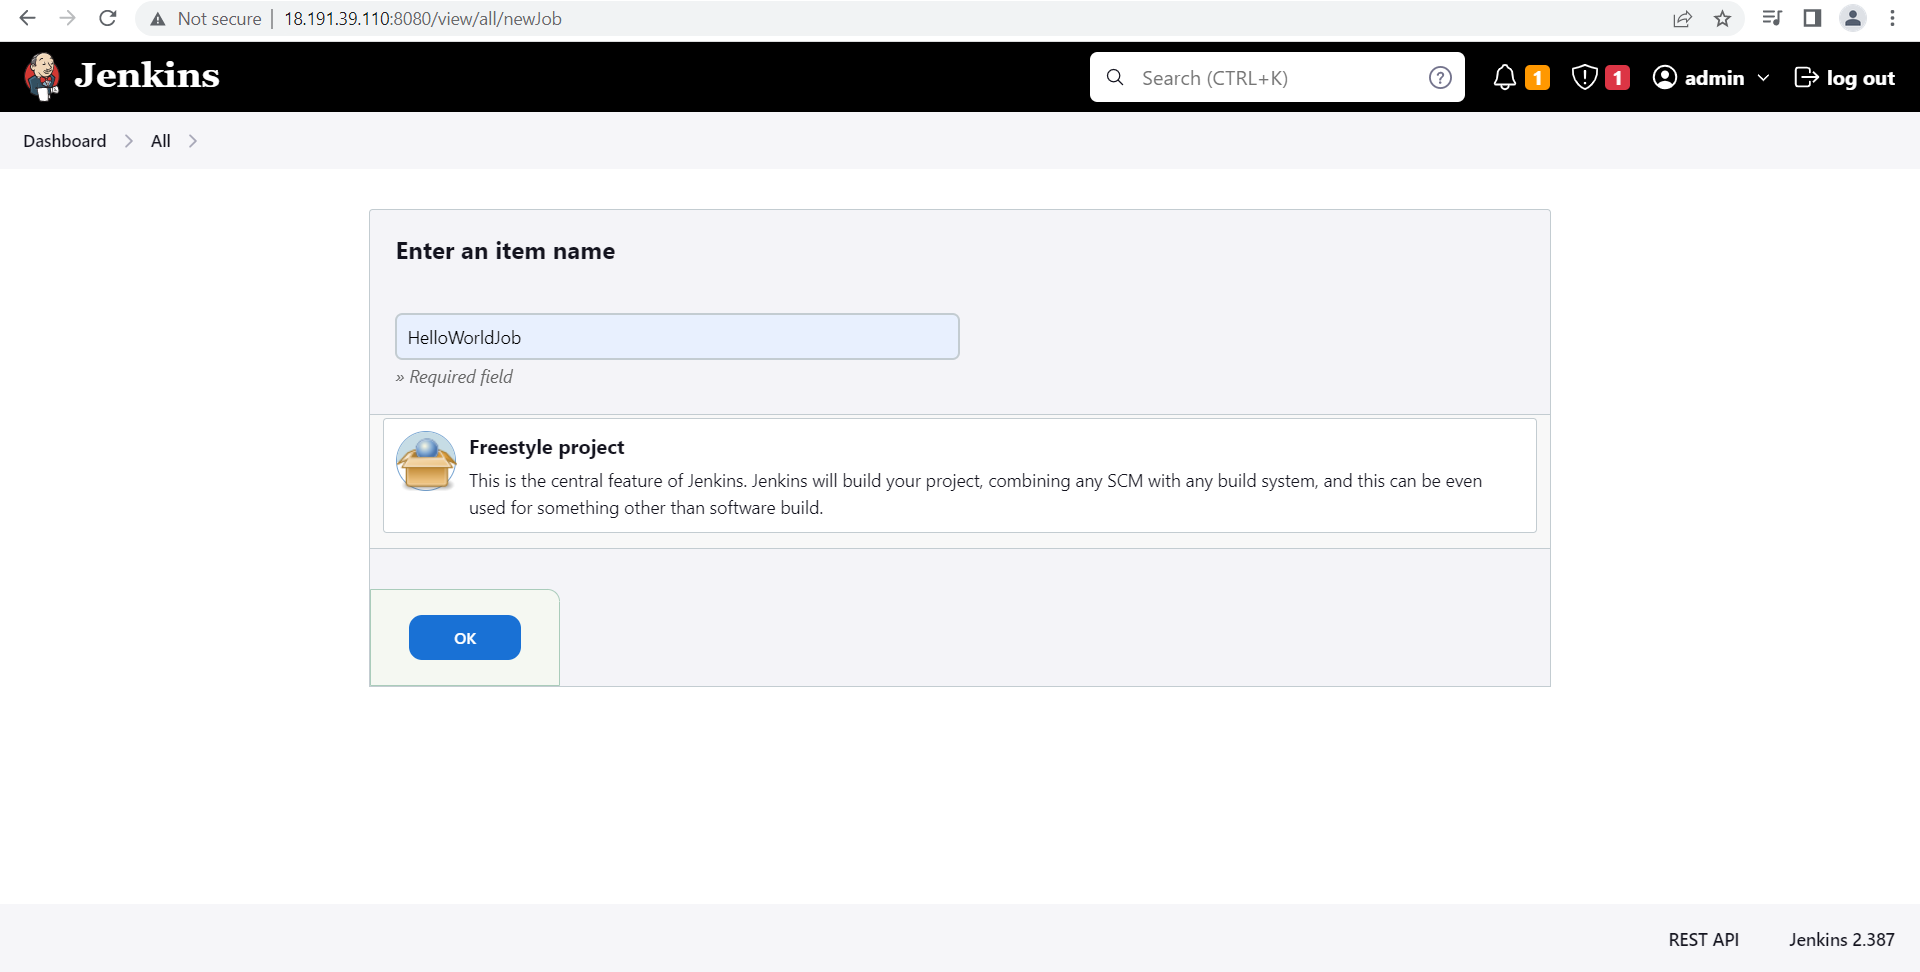 Not secure | 18.191.39.110:8080/view/all/newJob
Jenkins
Search (CTRL+K)
?
1
1
admin
log out
Dashboard
All
Enter an item name
HelloWorldJob
» Required field
Freestyle project
This is the central feature of Jenkins. Jenkins will build your project, combining any SCM with any build system, and this can be even
used for something other than software build.
OK
REST API
Jenkins 2.387